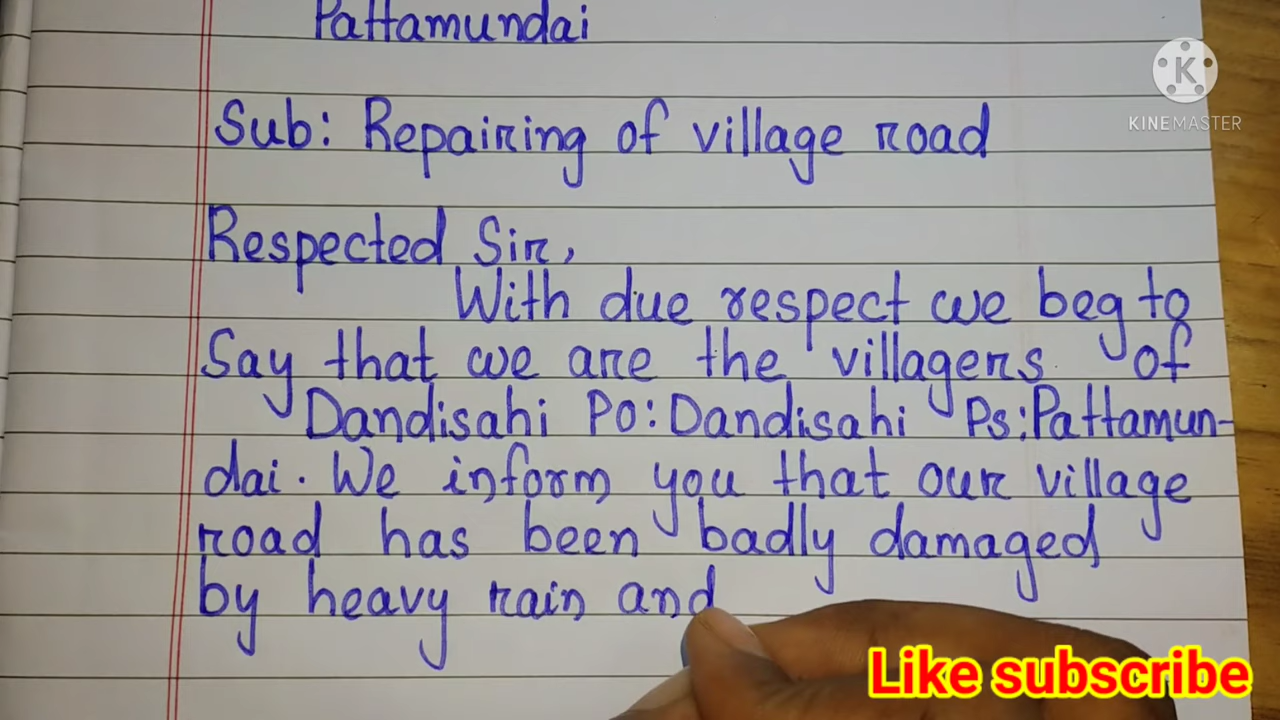 Pattamundai
K
KINEMASTER
Sub: Repairing of village road
Respected Sir,
With due respect we beg to
Say that we are the villagers of
Dandisahi Po: Dandisahi Ps: Pattamun-
dai. We inform you that our village
road has been badly damaged
by heavy rain and
Like subscribe